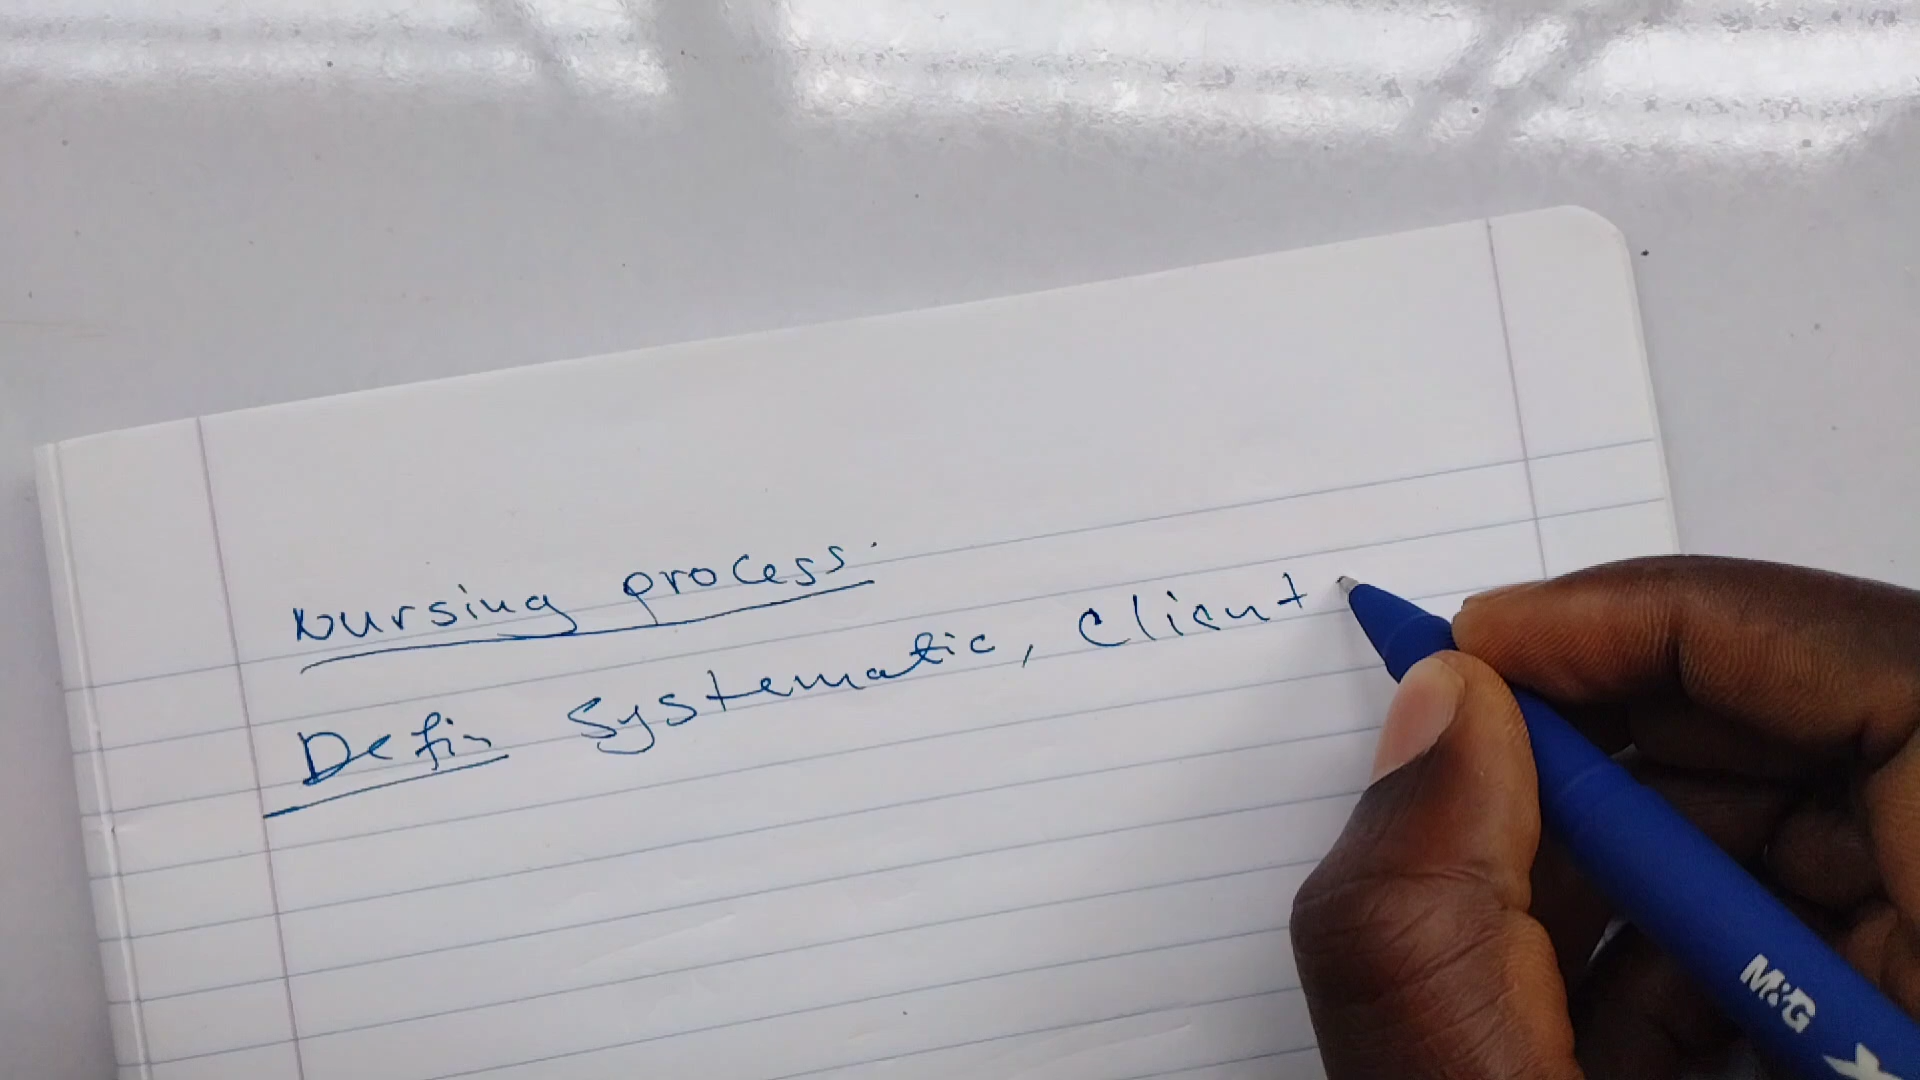 Nursing process.
Defin Systematic, Client
M&G